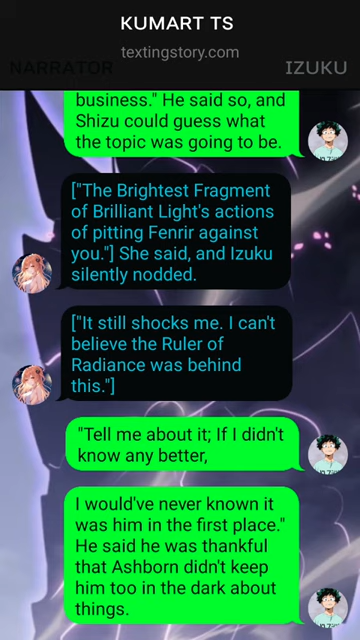 KUMART TS
textingstory.com
NARRATOR
IZUKU
business." He said so, and
Shizu could guess what
the topic was going to be.
["The Brightest Fragment
of Brilliant Light's actions
of pitting Fenrir against
you."] She said, and Izuku
silently nodded.
["It still shocks me. I can't
believe the Ruler of
Radiance was behind
this."]
"Tell me about it; If I didn't
know any better,
I would've never known it
was him in the first place."
He said he was thankful
that Ashborn didn't keep
him too in the dark about
things.